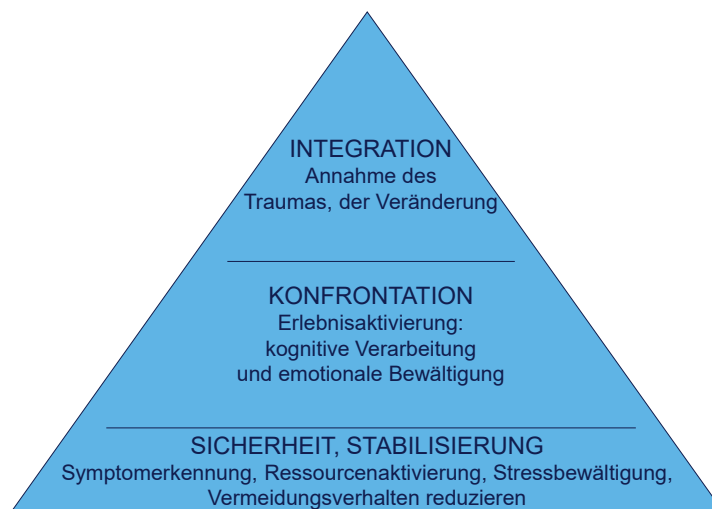 INTEGRATION
Annahme des
Traumas, der Veränderung
KONFRONTATION
Erlebnisaktivierung:
kognitive Verarbeitung
und emotionale Bewältigung
SICHERHEIT, STABILISIERUNG
Symptomerkennung, Ressourcenaktivierung, Stressbewältigung,
Vermeidungsverhalten reduzieren